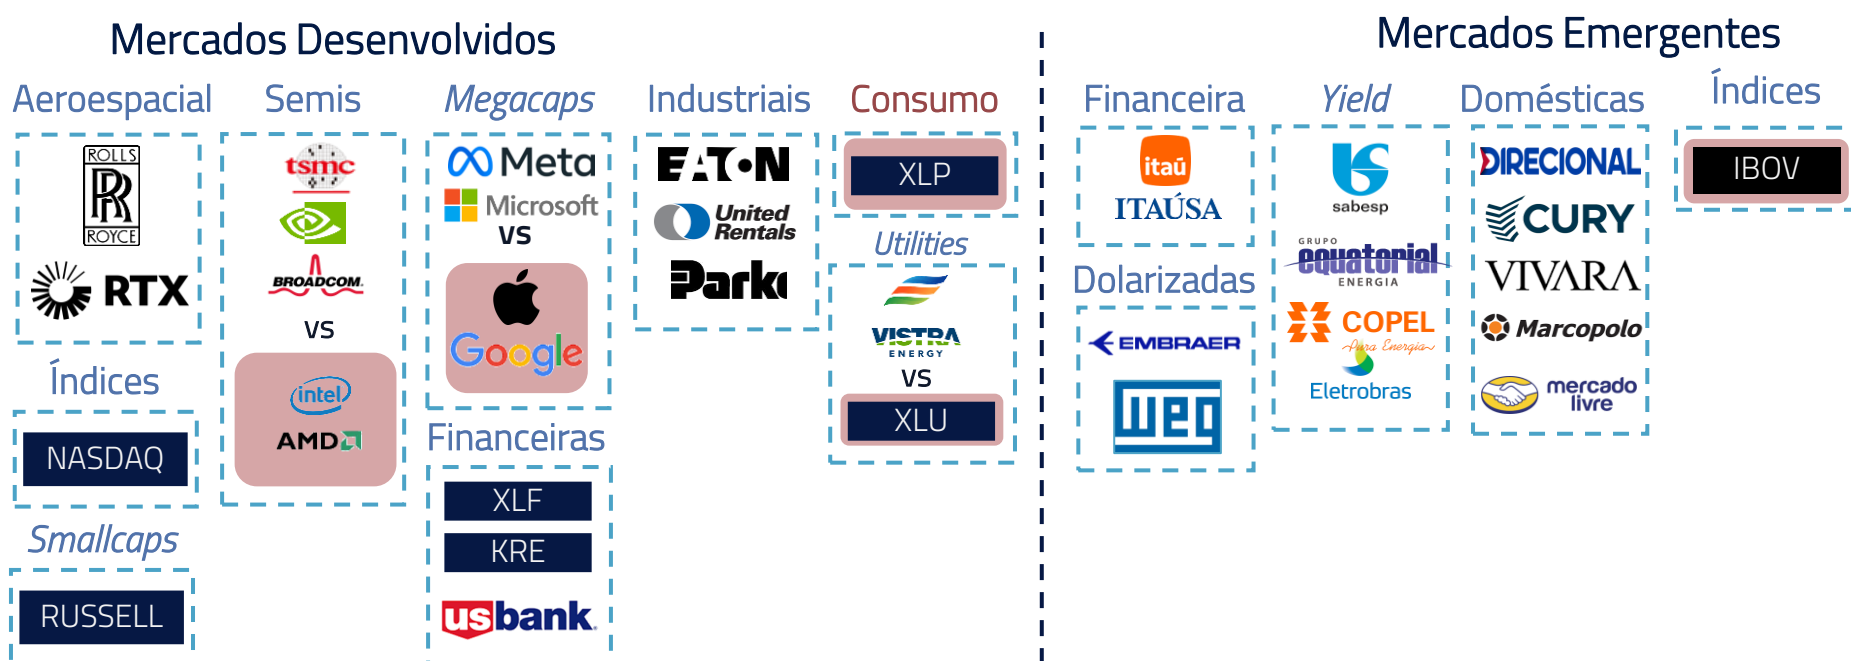 Mercados Desenvolvidos
Aeroespacial
ROLLS
RR
ROYCE
RTX
Índices
NASDAQ
Smallcaps
RUSSELL
Semis
tsmc
BROADCOM
VS
intel
AMD
Megacaps
Meta
Microsoft
VS
Google
Financeiras
XLF
KRE
usbank
Industriais
EATON
United
Rentals
Park
Consumo
XLP
Utilities
VISTRA
ENERGY
VS
XLU
Mercados Emergentes
Financeira
itaú
ITAÚSA
Dolarizadas
EMBRAER
weg
Yield
sabesp
GRUPO
equatorial
ENERGIA
COPEL
Pura Energia
Eletrobras
Domésticas
DIRECIONAL
CURY
VIVARA
Marcopolo
mercado
livre
Índices
IBOV